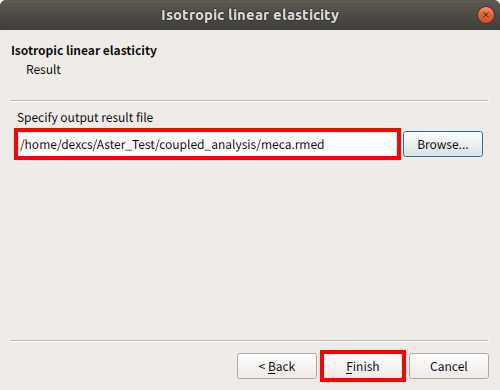 Isotropic linear elasticity
Isotropic linear elasticity
Result
Specify output result file
/home/dexcs/Aster_Test/coupled_analysis/meca.rmed
Browse...
< Back
Finish
Cancel